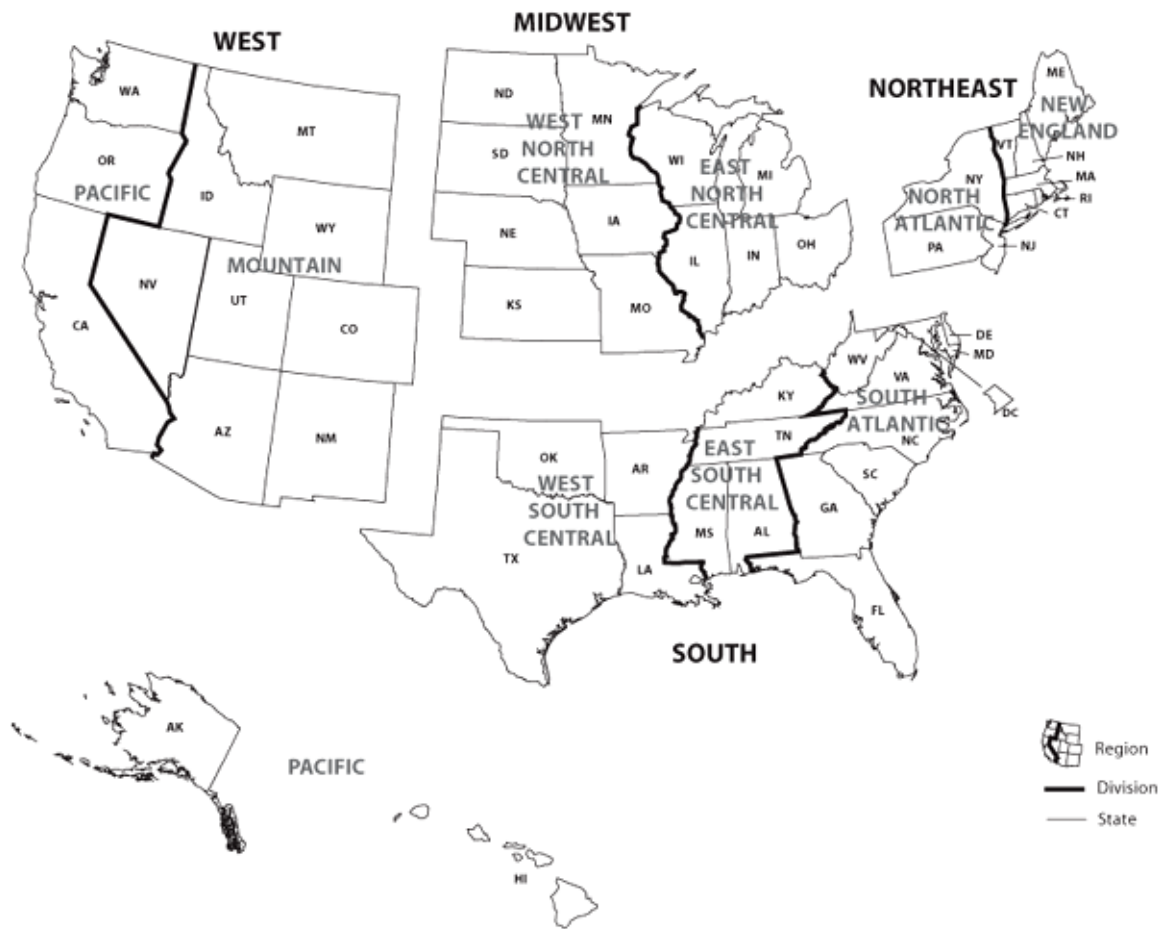 WEST
MIDWEST
NORTHEAST
WA
MT
OR
PACIFIC
ID
WY
MOUNTAIN
NV
UT
CO
CA
AZ
NM
ND
MN
WEST
NORTH
CENTRAL
SD
NE
IA
KS
MO
WI
MI
EAST
NORTH
CENTRAL
IL
IN
OH
ME
NEW
ENGLAND
VT
NH
MA
RI
CT
NY
NORTH
ATLANTIC
PA
NJ
DE
MD
WV
VA
DC
KY
SOUTH
ATLANTIC
NC
TN
EAST
SOUTH
CENTRAL
SC
GA
MS
AL
OK
AR
WEST
SOUTH
CENTRAL
TX
LA
FL
SOUTH
AK
PACIFIC
HI
Region
Division
State